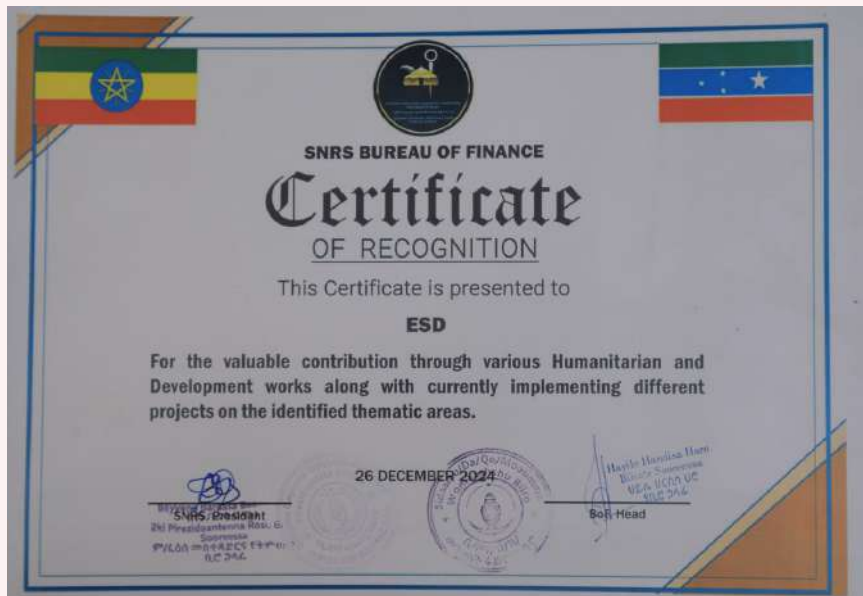 SNRS BUREAU OF FINANCE
Certificate
OF RECOGNITION
This Certificate is presented to
ESD
For the valuable contribution through various Humanitarian and
Development works along with currently implementing different
projects on the identified thematic areas.
26 DECEMBER 2024
SNRS, President
BoF, Head